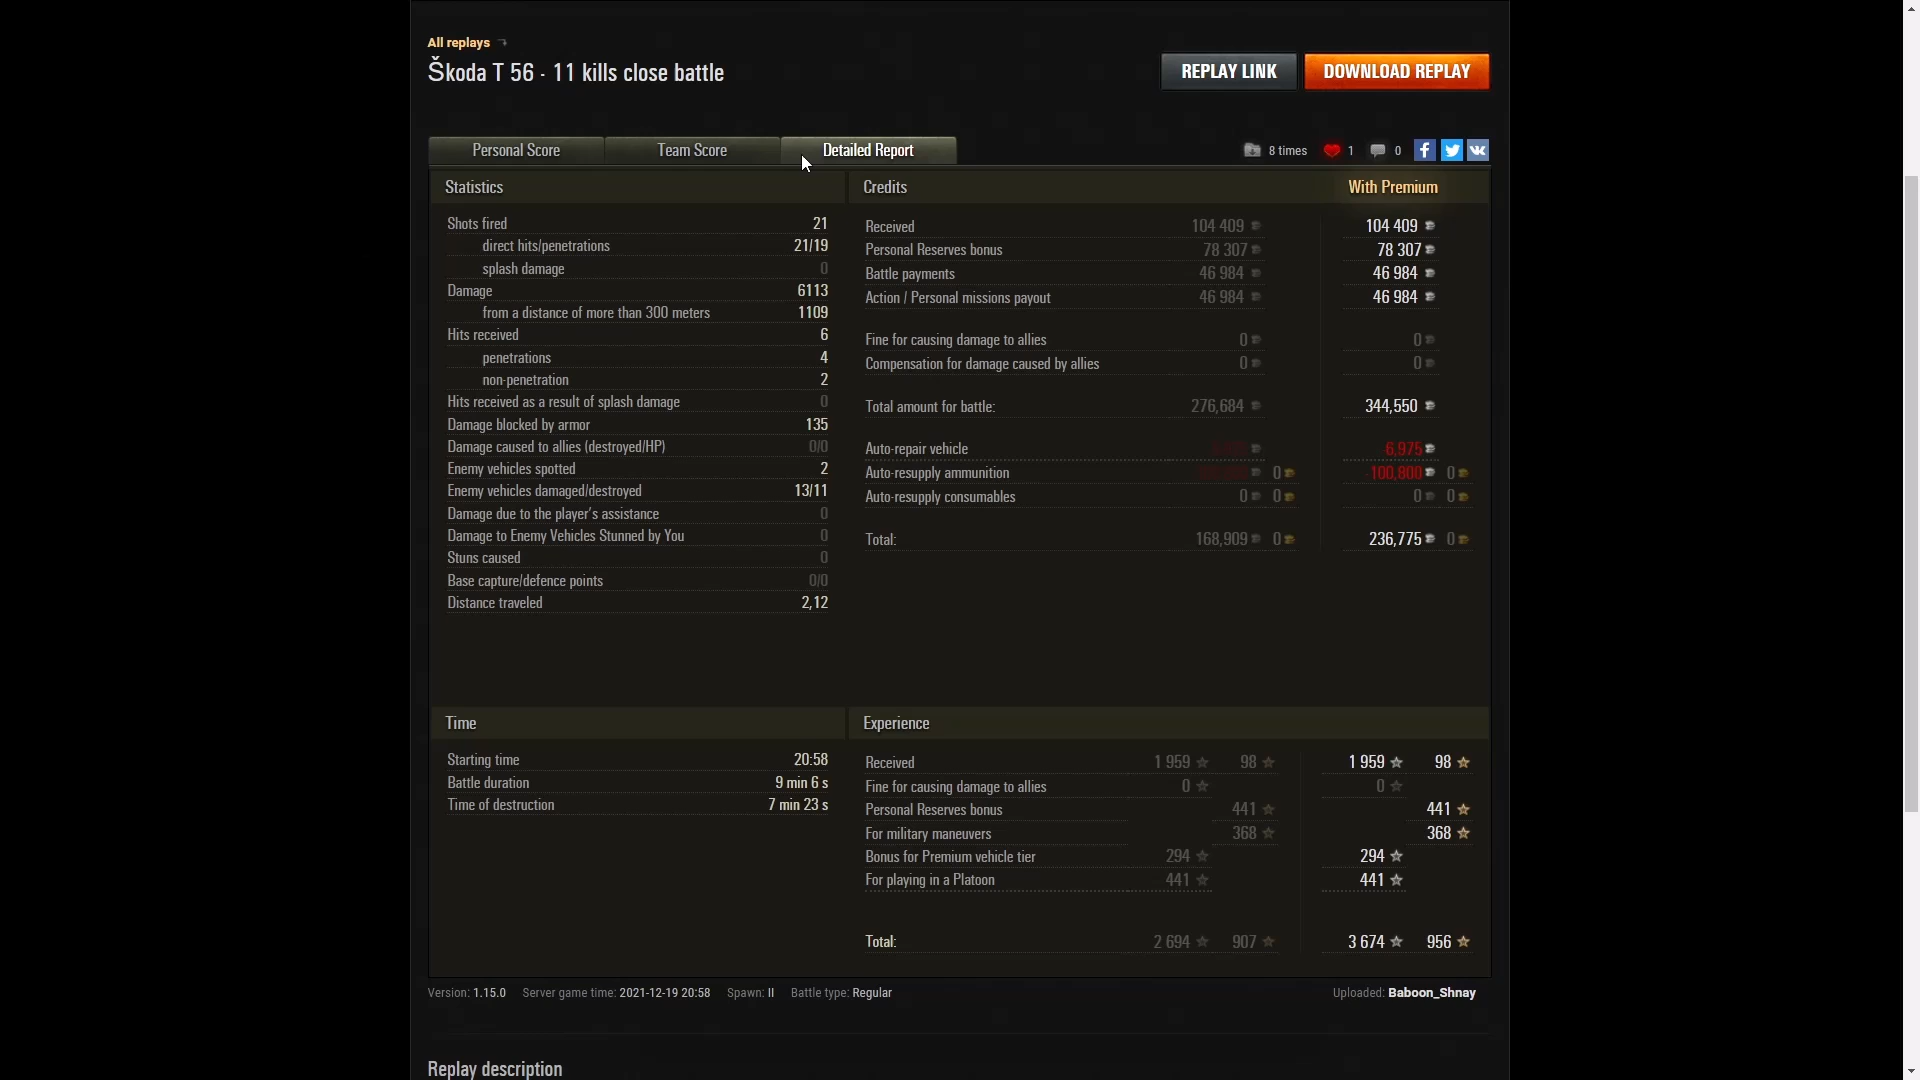 All replays
Škoda T 56 - 11 kills close battle
REPLAY LINK
DOWNLOAD REPLAY
Personal Score
Team Score
Detailed Report
8 times
1
0
Statistics
Shots fired 21
direct hits/penetrations 21/19
splash damage 0
Damage 6113
from a distance of more than 300 meters 1109
Hits received 6
penetrations 4
non-penetration 2
Hits received as a result of splash damage 0
Damage blocked by armor 135
Damage caused to allies (destroyed/HP) 0/0
Enemy vehicles spotted 2
Enemy vehicles damaged/destroyed 13/11
Damage due to the player's assistance 0
Damage to Enemy Vehicles Stunned by You 0
Stuns caused 0
Base capture/defence points 0/0
Distance traveled 2,12
Credits With Premium
Received 104 409 104 409
Personal Reserves bonus 78 307 78 307
Battle payments 46 984 46 984
Action / Personal missions payout 46 984 46 984
Fine for causing damage to allies 0 0
Compensation for damage caused by allies 0 0
Total amount for battle: 276,684 344,550
Auto-repair vehicle -6,975
Auto-resupply ammunition 0 -100,800 0
Auto-resupply consumables 0 0 0 0
Total: 168,909 0 236,775 0
Time
Starting time 20:58
Battle duration 9 min 6 s
Time of destruction 7 min 23 s
Experience
Received 1 959 98 1 959 98
Fine for causing damage to allies 0 0
Personal Reserves bonus 441 441
For military maneuvers 368 368
Bonus for Premium vehicle tier 294 294
For playing in a Platoon 441 441
Total: 2 694 907 3 674 956
Version: 1.15.0 Server game time: 2021-12-19 20:58 Spawn: II Battle type: Regular Uploaded: Baboon_Shnay
Replay description